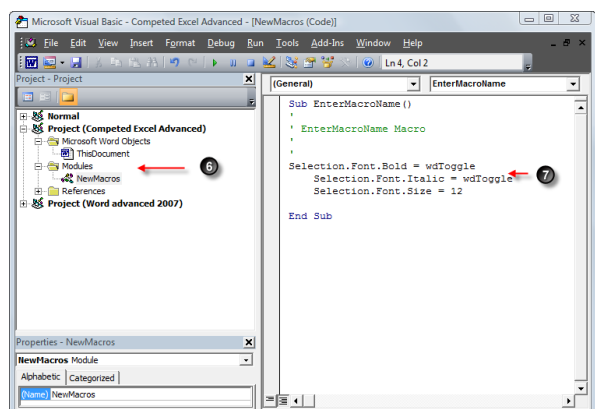 Microsoft Visual Basic - Competed Excel Advanced - [NewMacros (Code)]
File Edit View Insert Format Debug Run Tools Add-Ins Window Help
Ln 4, Col 2
Project - Project
(General) EnterMacroName
Normal
Project (Competed Excel Advanced)
Microsoft Word Objects
ThisDocument
Modules
NewMacros
References
Project (Word advanced 2007)
6
Sub EnterMacroName()
'
' EnterMacroName Macro
'
'
Selection.Font.Bold = wdToggle
Selection.Font.Italic = wdToggle
Selection.Font.Size = 12
End Sub
7
Properties - NewMacros
NewMacros Module
Alphabetic Categorized
(Name) NewMacros